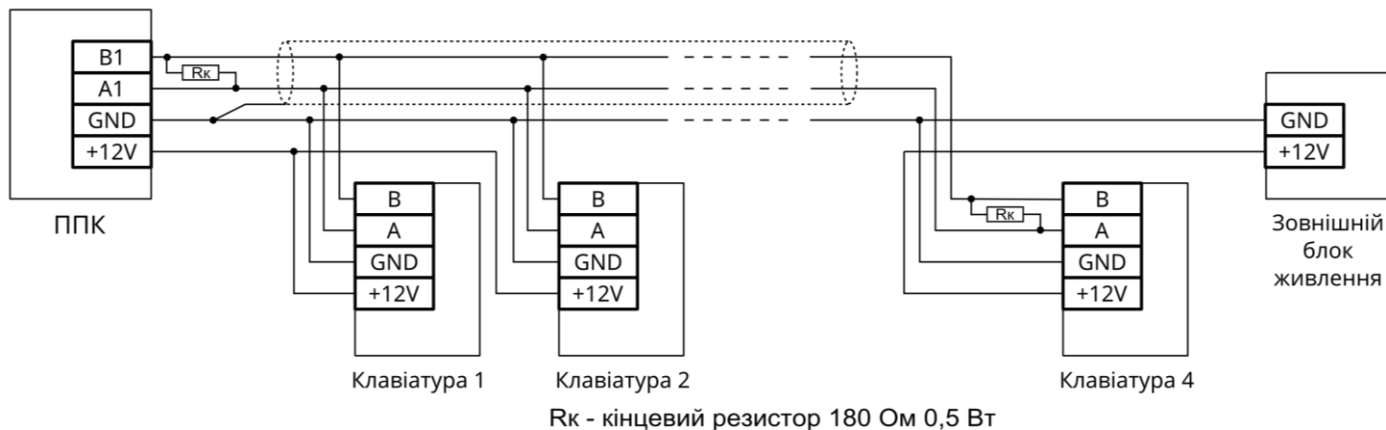 B1
A1
GND
+12V
ППК
Rк
B
A
GND
+12V
Клавіатура 1
B
A
GND
+12V
Клавіатура 2
Rк
B
A
GND
+12V
Клавіатура 4
GND
+12V
Зовнішній
блок
живлення
Rк - кінцевий резистор 180 Ом 0,5 Вт